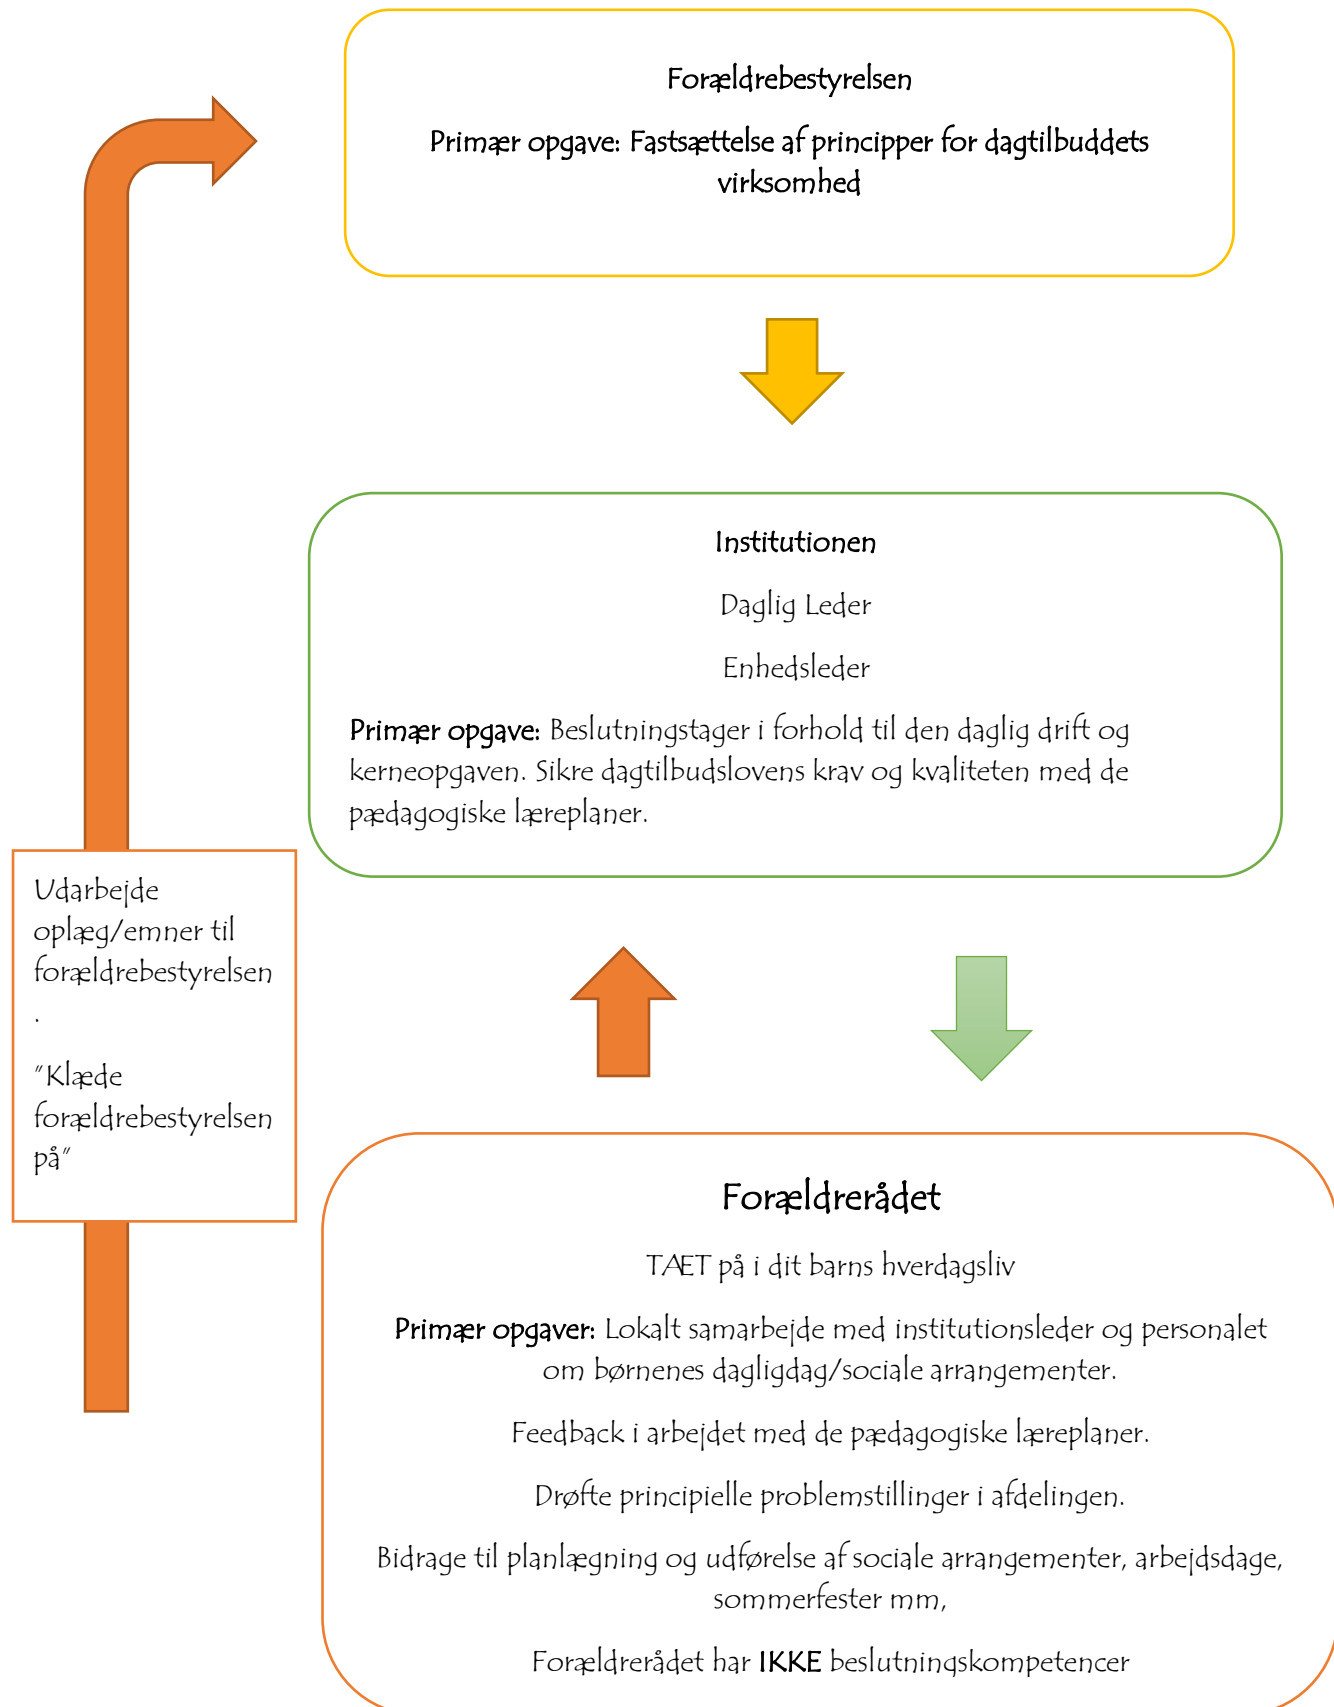 Forældrebestyrelsen
Primær opgave: Fastsættelse af principper for dagtilbuddets
virksomhed
Institutionen
Daglig Leder
Enhedsleder
Primær opgave: Beslutningstager i forhold til den daglig drift og
kerneopgaven. Sikre dagtilbudslovens krav og kvaliteten med de
pædagogiske læreplaner.
Udarbejde
oplæg/emner til
forældrebestyrelsen
.
"Klæde
forældrebestyrelsen
på"
Forældrerådet
TÆT på i dit barns hverdagsliv
Primær opgaver: Lokalt samarbejde med institutionsleder og personalet
om børnenes dagligdag/sociale arrangementer.
Feedback i arbejdet med de pædagogiske læreplaner.
Drøfte principielle problemstillinger i afdelingen.
Bidrage til planlægning og udførelse af sociale arrangementer, arbejdsdage,
sommerfester mm,
Forældrerådet har IKKE beslutningskompetencer